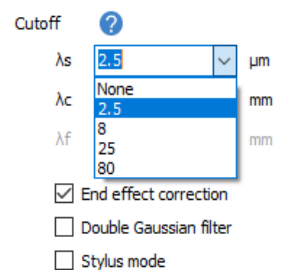 Cutoff ?
λs 2.5 µm
None
λc 2.5 mm
8
λf 25 mm
80
End effect correction
Double Gaussian filter
Stylus mode